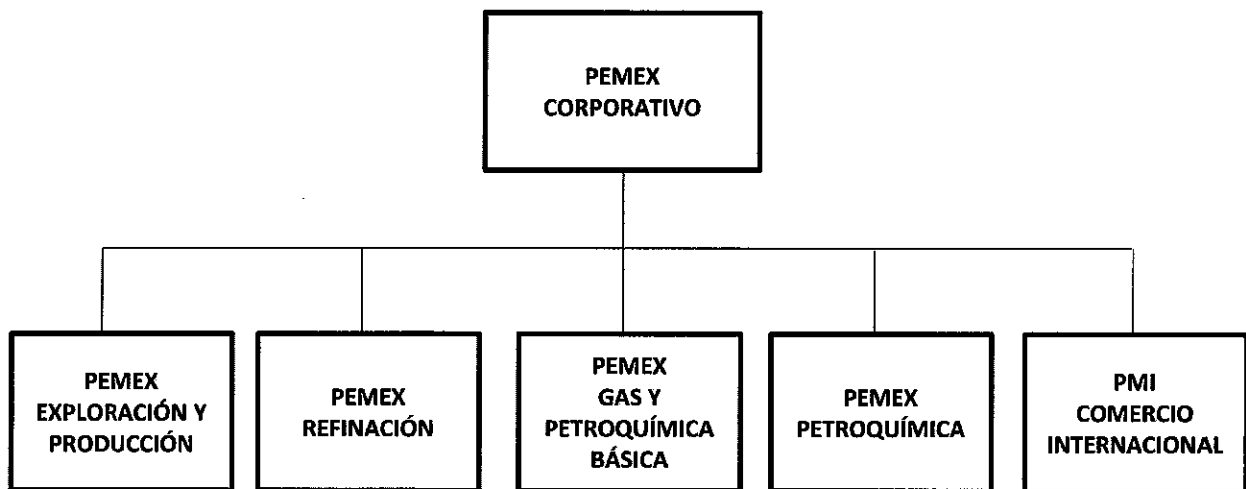 PEMEX
CORPORATIVO
PEMEX
EXPLORACIÓN Y
PRODUCCIÓN
PEMEX
REFINACIÓN
PEMEX
GAS Y
PETROQUÍMICA
BÁSICA
PEMEX
PETROQUÍMICA
PMI
COMERCIO
INTERNACIONAL